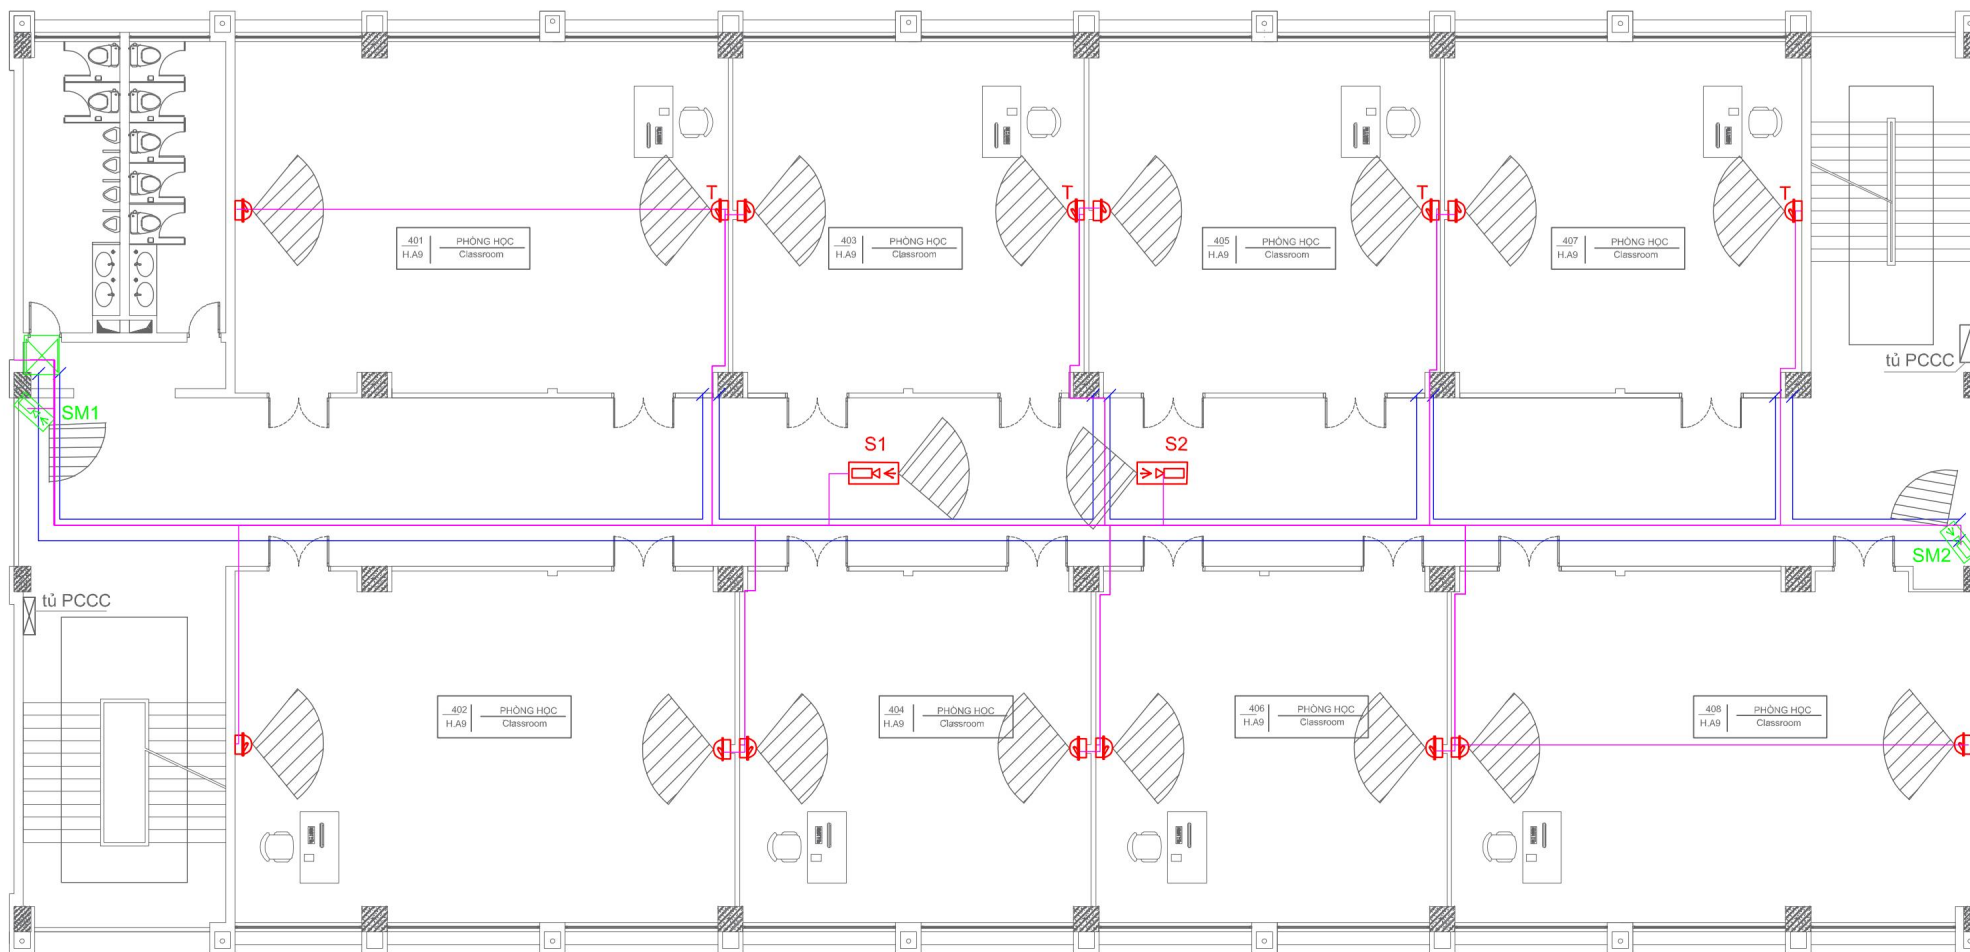 T
T
T
T
401
H.A9
PHÒNG HỌC
Classroom
403
H.A9
PHÒNG HỌC
Classroom
405
H.A9
PHÒNG HỌC
Classroom
407
H.A9
PHÒNG HỌC
Classroom
tủ PCCC
SM1
S1
S2
SM2
tủ PCCC
402
H.A9
PHÒNG HỌC
Classroom
404
H.A9
PHÒNG HỌC
Classroom
406
H.A9
PHÒNG HỌC
Classroom
408
H.A9
PHÒNG HỌC
Classroom